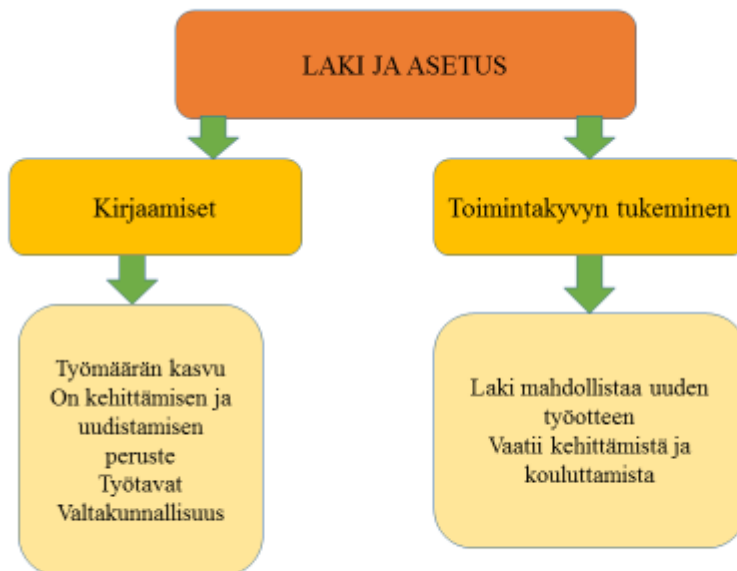 LAKI JA ASETUS
Kirjaamiset
Toimintakyvyn tukeminen
Työmäärän kasvu
On kehittämisen ja
uudistamisen
peruste
Työtavat
Valtakunnallisuus
Laki mahdollistaa uuden
työotteen
Vaatii kehittämistä ja
kouluttamista